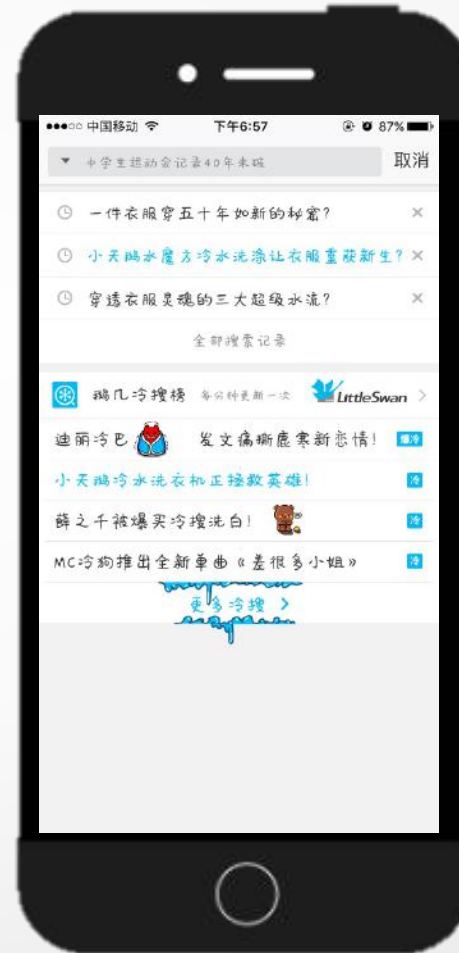 中国移动 下午6:57 87%
中学生运动会记录40年未破 取消
一件衣服穿五十年如新的秘密?
小天鹅水魔方冷水洗涤让衣服重获新生?
穿透衣服灵魂的三大超级水流?
全部搜索记录
鹅几冷搜榜 每分钟更新一次 LittleSwan
迪丽冷巴 发文痛撕鹿寒新恋情! 爆冷
小天鹅冷水洗衣机正拯救英雄! 冷
薛之千被爆买冷搜洗白! 冷
MC冷狗推出全新单曲《差很多小姐》 冷
更多冷搜